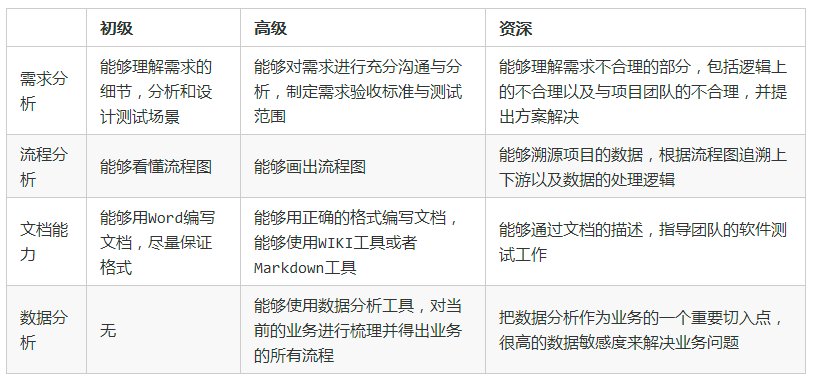 初级 高级 资深
需求分
析
能够理解需求的
细节，分析和设
计测试场景
能够对需求进行充分沟通与分
析，制定需求验收标准与测试
范围
能够理解需求不合理的部分，包括逻辑上
的不合理以及与项目团队的不合理，并提
出方案解决
流程分
析
能够看懂流程图
能够画出流程图
能够溯源项目的数据，根据流程图追溯上
下游以及数据的处理逻辑
文档能
力
能够用Word编写
文档，尽量保证
格式
能够用正确的格式编写文档，
能够使用WIKI工具或者
Markdown工具
能够通过文档的描述，指导团队的软件测
试工作
数据分
析
无
能够使用数据分析工具，对当
前的业务进行梳理并得出业务
的所有流程
把数据分析作为业务的一个重要切入点，
很高的数据敏感度来解决业务问题